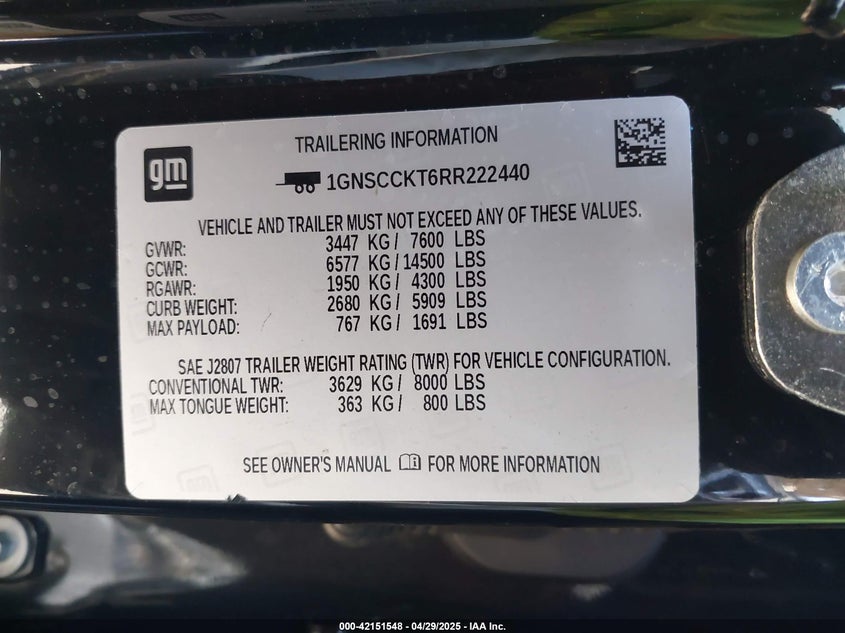 gm
TRAILERING INFORMATION
1GNSCCKT6RR222440
VEHICLE AND TRAILER MUST NOT EXCEED ANY OF THESE VALUES.
GVWR: 3447 KG / 7600 LBS
GCWR: 6577 KG / 14500 LBS
RGAWR: 1950 KG / 4300 LBS
CURB WEIGHT: 2680 KG / 5909 LBS
MAX PAYLOAD: 767 KG / 1691 LBS
SAE J2807 TRAILER WEIGHT RATING (TWR) FOR VEHICLE CONFIGURATION.
CONVENTIONAL TWR: 3629 KG / 8000 LBS
MAX TONGUE WEIGHT: 363 KG / 800 LBS
SEE OWNER'S MANUAL FOR MORE INFORMATION
000-42151548 - 04/29/2025 - IAA Inc.